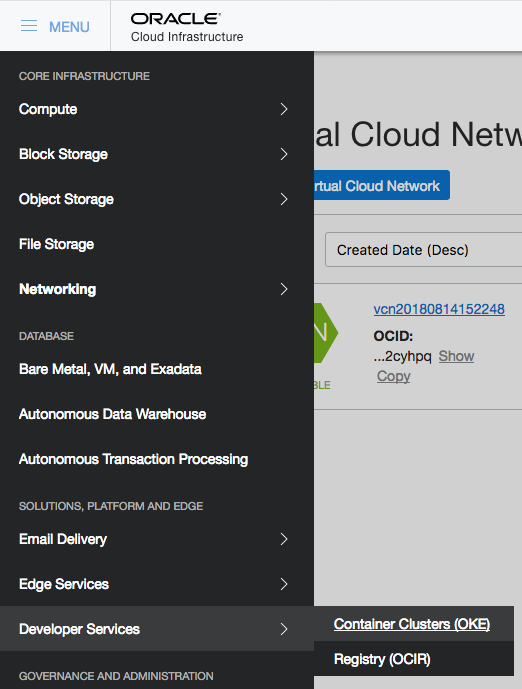 MENU
ORACLE
Cloud Infrastructure
CORE INFRASTRUCTURE
Compute
Block Storage
Object Storage
File Storage
Networking
DATABASE
Bare Metal, VM, and Exadata
Autonomous Data Warehouse
Autonomous Transaction Processing
SOLUTIONS, PLATFORM AND EDGE
Email Delivery
Edge Services
Developer Services
GOVERNANCE AND ADMINISTRATION
Container Clusters (OKE)
Registry (OCIR)
al Cloud Netw
rtual Cloud Network
Created Date (Desc)
N
BLE
vcn20180814152248
OCID:
...2cyhpq Show
Copy